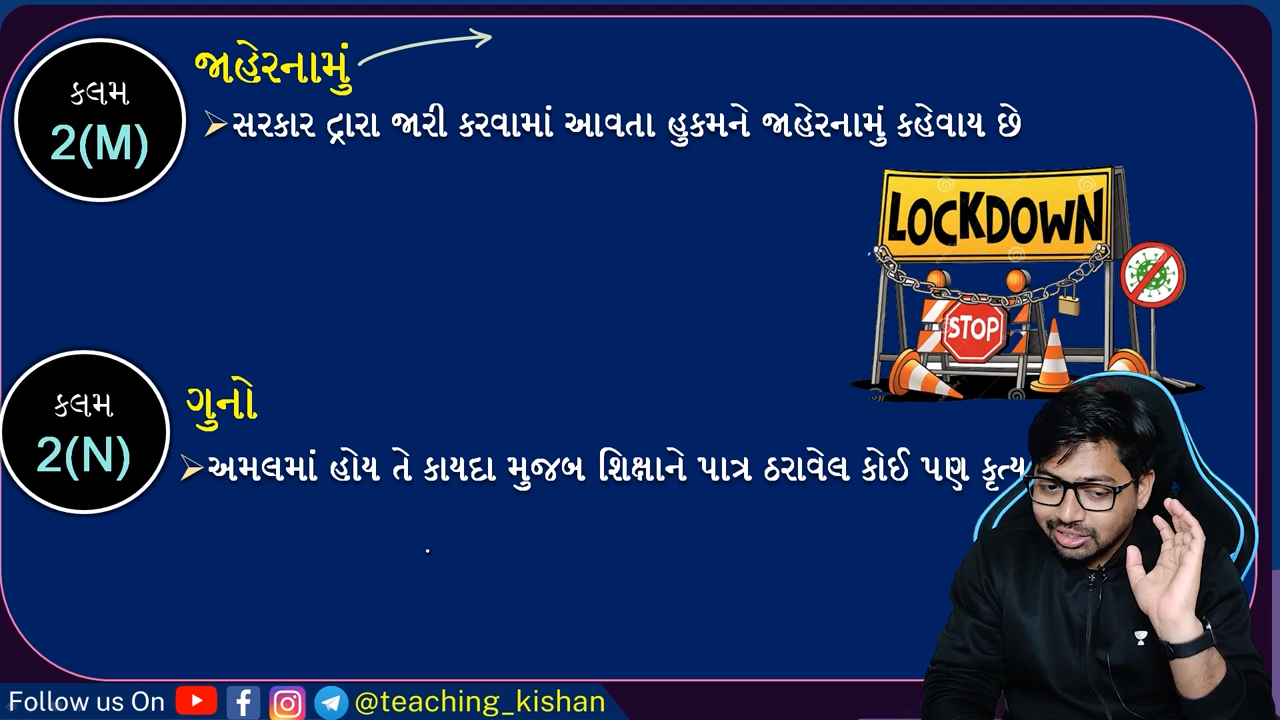 કલમ
2(M)
જાહેરનામું
➢સરકાર દ્રારા જારી કરવામાં આવતા હુકમને જાહેરનામું કહેવાય છે
LOCKDOWN
STOP
કલમ
2(N)
ગુનો
➢અમલમાં હોય તે કાયદા મુજબ શિક્ષાને પાત્ર ઠરાવેલ કોઈ પણ કૃત્ય
Follow us On @teaching_kishan